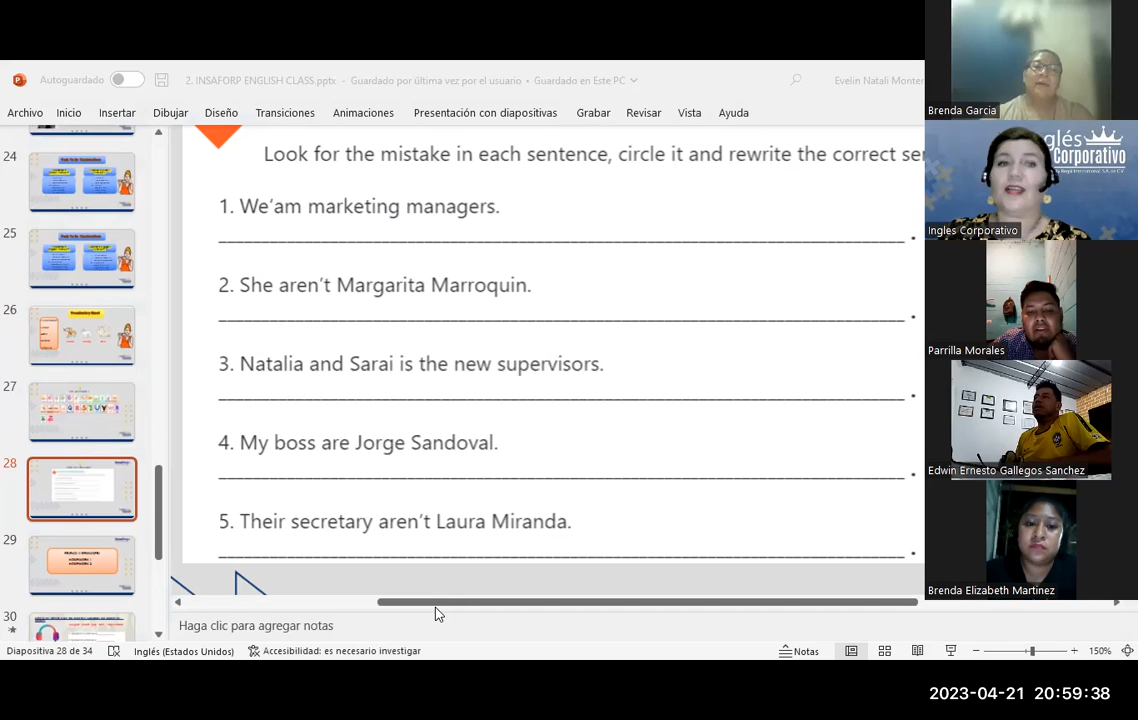 Autoguardado
2. INSAFORP ENGLISH CLASS.pptx • Guardado por última vez por el usuario • Guardado en Este PC
Evelin Natali Monter
Archivo Inicio Insertar Dibujar Diseño Transiciones Animaciones Presentación con diapositivas Grabar Revisar Vista Ayuda
24
25
26
27
28
29
30
Look for the mistake in each sentence, circle it and rewrite the correct ser
1. We'am marketing managers.
2. She aren't Margarita Marroquin.
3. Natalia and Sarai is the new supervisors.
4. My boss are Jorge Sandoval.
5. Their secretary aren't Laura Miranda.
Haga clic para agregar notas
Diapositiva 28 de 34 Inglés (Estados Unidos) Accesibilidad: es necesario investigar Notas 150%
Brenda Garcia
glés
Corporativo
Ingles Corporativo
Parrilla Morales
Edwin Ernesto Gallegos Sanchez
Brenda Elizabeth Martinez
2023-04-21 20:59:38